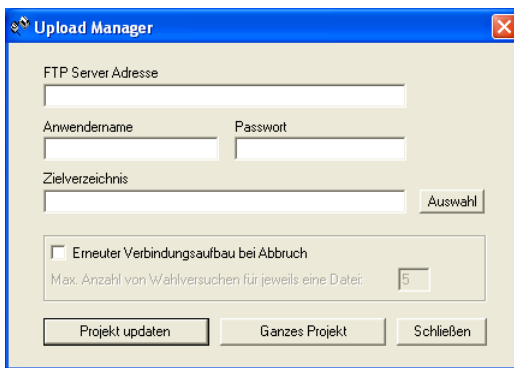 Upload Manager
FTP Server Adresse
Anwendername Passwort
Zielverzeichnis
Auswahl
Erneuter Verbindungsaufbau bei Abbruch
Max. Anzahl von Wahlversuchen für jeweils eine Datei: 5
Projekt updaten Ganzes Projekt Schließen